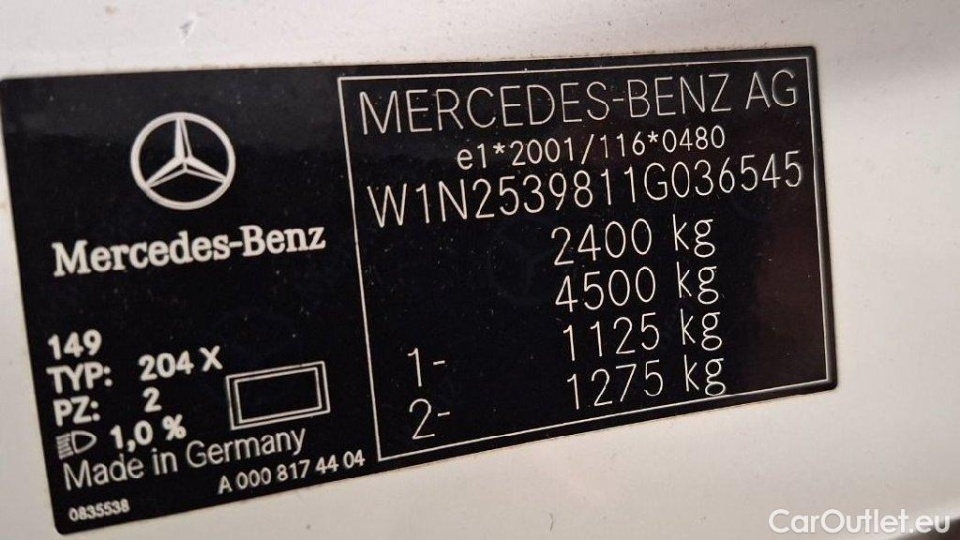 Mercedes-Benz
149
TYP: 204 X
PZ: 2
1,0 %
Made in Germany
A 000 817 44 04
0835538
MERCEDES-BENZ AG
e1*2001/116*0480
W1N2539811G036545
2400 kg
4500 kg
1- 1125 kg
2- 1275 kg
CarOutlet.eu